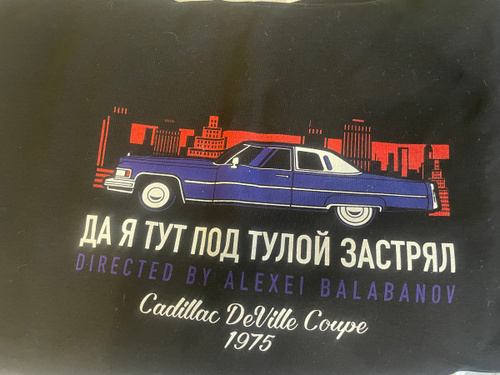 ДА Я ТУТ ПОД ТУЛОЙ ЗАСТРЯЛ
DIRECTED BY ALEXEI BALABANOV
Cadillac DeVille Coupe
1975